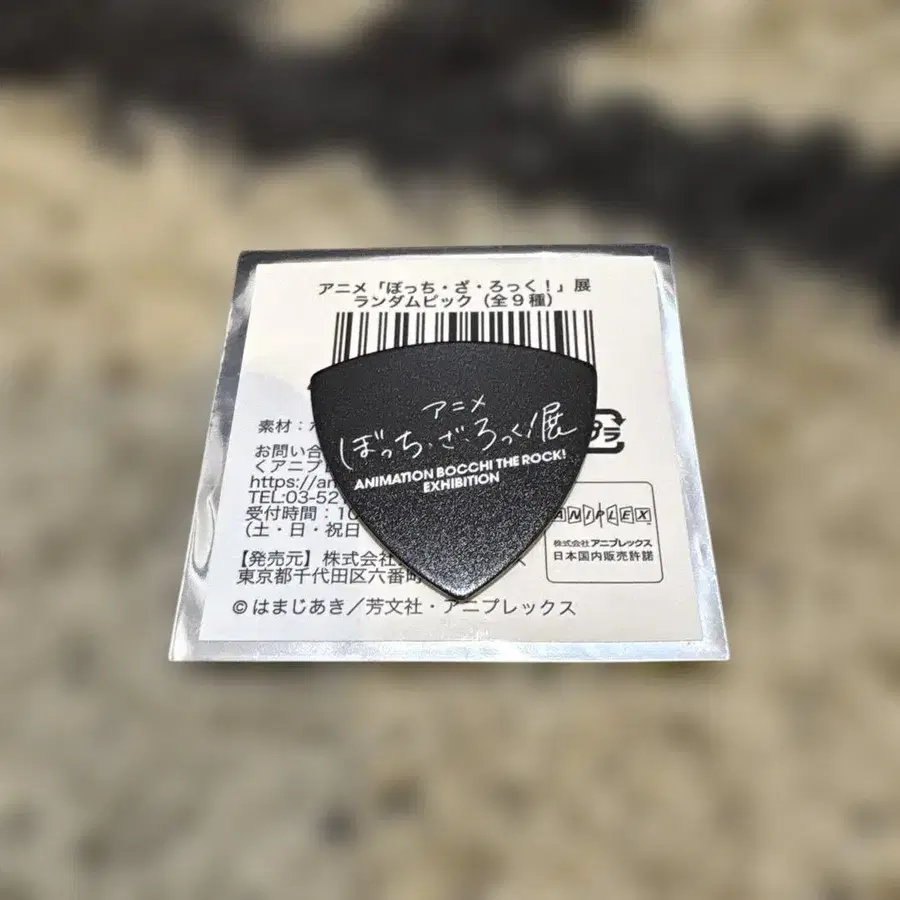 アニメ「ぼっち・ざ・ろっく！」展
ランダムピック（全９種）
アニメ
ぼっち・ざ・ろっく！展
ANIMATION BOCCHI THE ROCK!
EXHIBITION
素材：
プラ
お問い合
くアニプ
https://an
TEL:03-521
受付時間：10
（土・日・祝日
ANIPLEX
株式会社アニプレックス
日本国内販売許諾
【発売元】株式会社
東京都千代田区六番町
©はまじあき／芳文社・アニプレックス